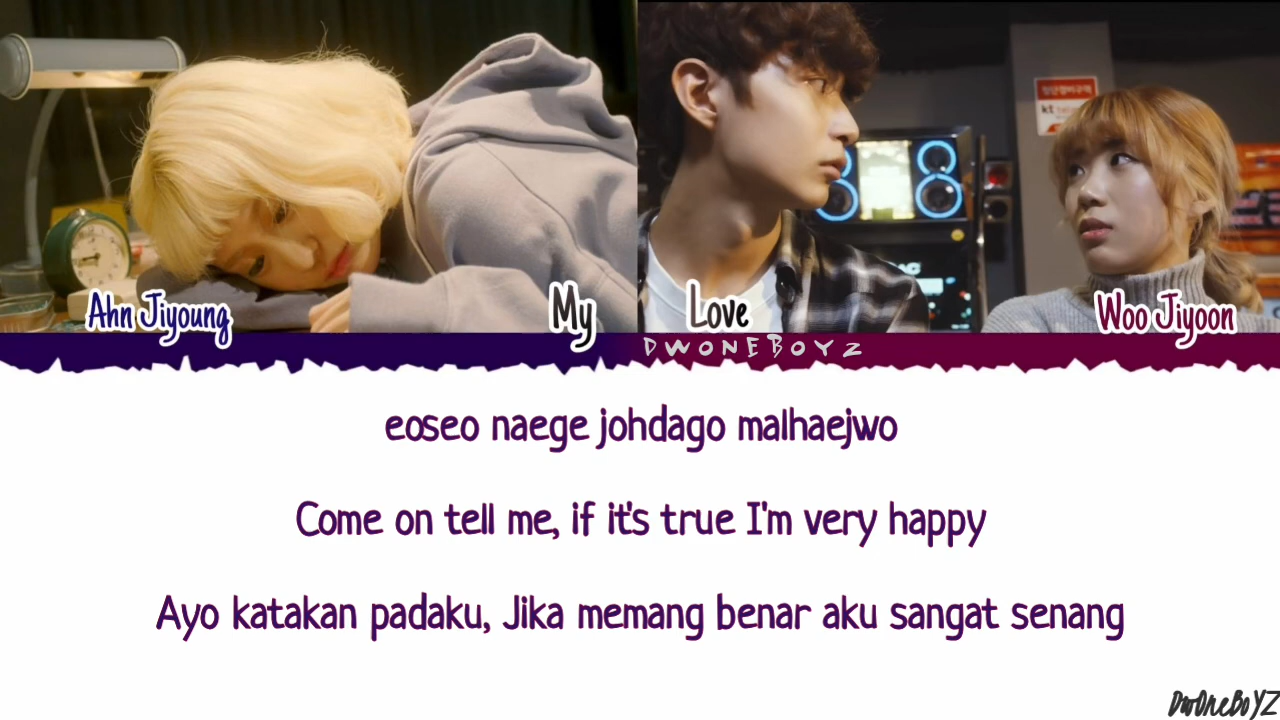 kt
Ahn Jiyoung
My Love
Woo Jiyoon
DWONEBOYZ
eoseo naege johdago malhaejwo
Come on tell me, if it's true I'm very happy
Ayo katakan padaku, Jika memang benar aku sangat senang
DwOneBoYZ